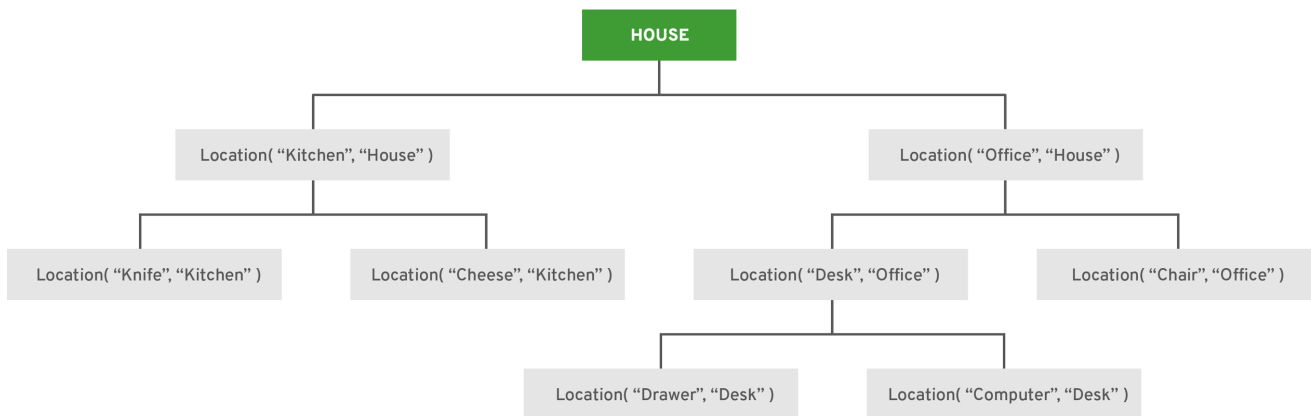 HOUSE
Location( “Kitchen”, “House” )
Location( “Office”, “House” )
Location( “Knife”, “Kitchen” )
Location( “Cheese”, “Kitchen” )
Location( “Desk”, “Office” )
Location( “Chair”, “Office” )
Location( “Drawer”, “Desk” )
Location( “Computer”, “Desk” )